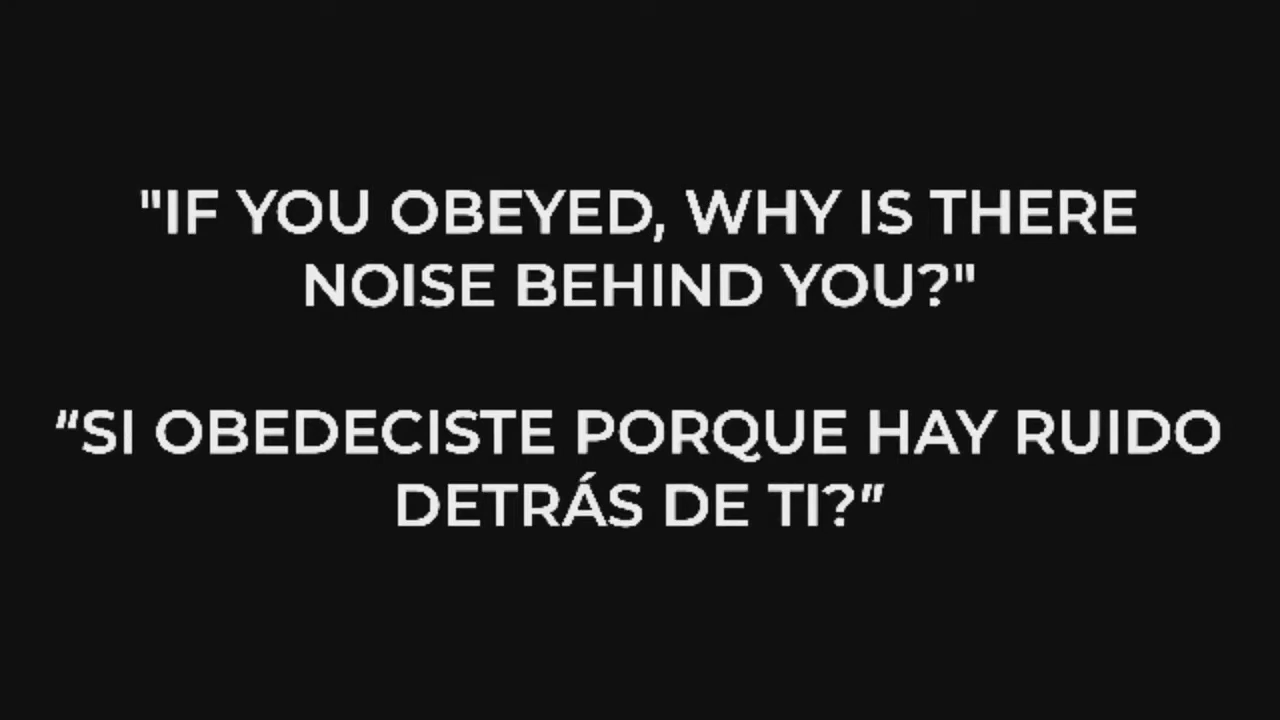 "IF YOU OBEYED, WHY IS THERE
NOISE BEHIND YOU?"
“SI OBEDECISTE PORQUE HAY RUIDO
DETRÁS DE TI?”